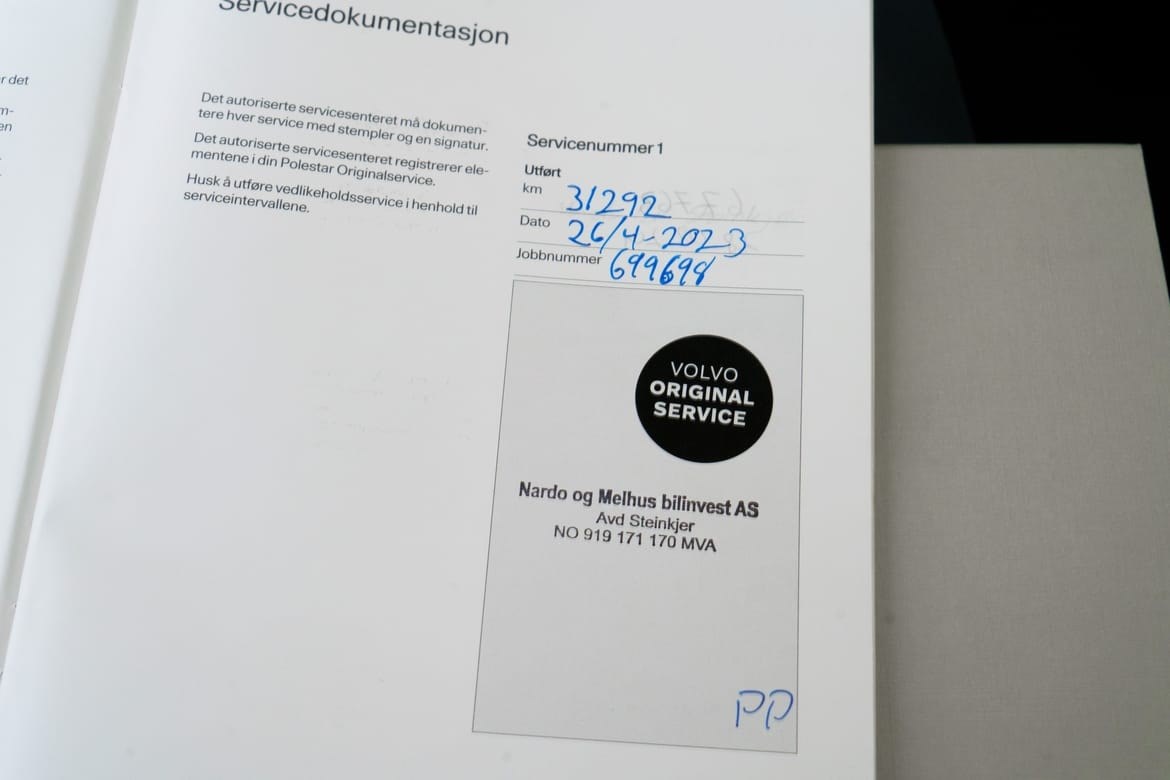 r det
m-
en
Servicedokumentasjon
Det autoriserte servicesenteret må dokumen-
tere hver service med stempler og en signatur.
Det autoriserte servicesenteret registrerer ele-
mentene i din Polestar Originalservice.
Husk å utføre vedlikeholdsservice i henhold til
serviceintervallene.
Servicenummer 1
Utført
km 31292
Dato 26/4-2023
Jobbnummer 699698
VOLVO
ORIGINAL
SERVICE
Nardo og Melhus bilinvest AS
Avd Steinkjer
NO 919 171 170 MVA
PP